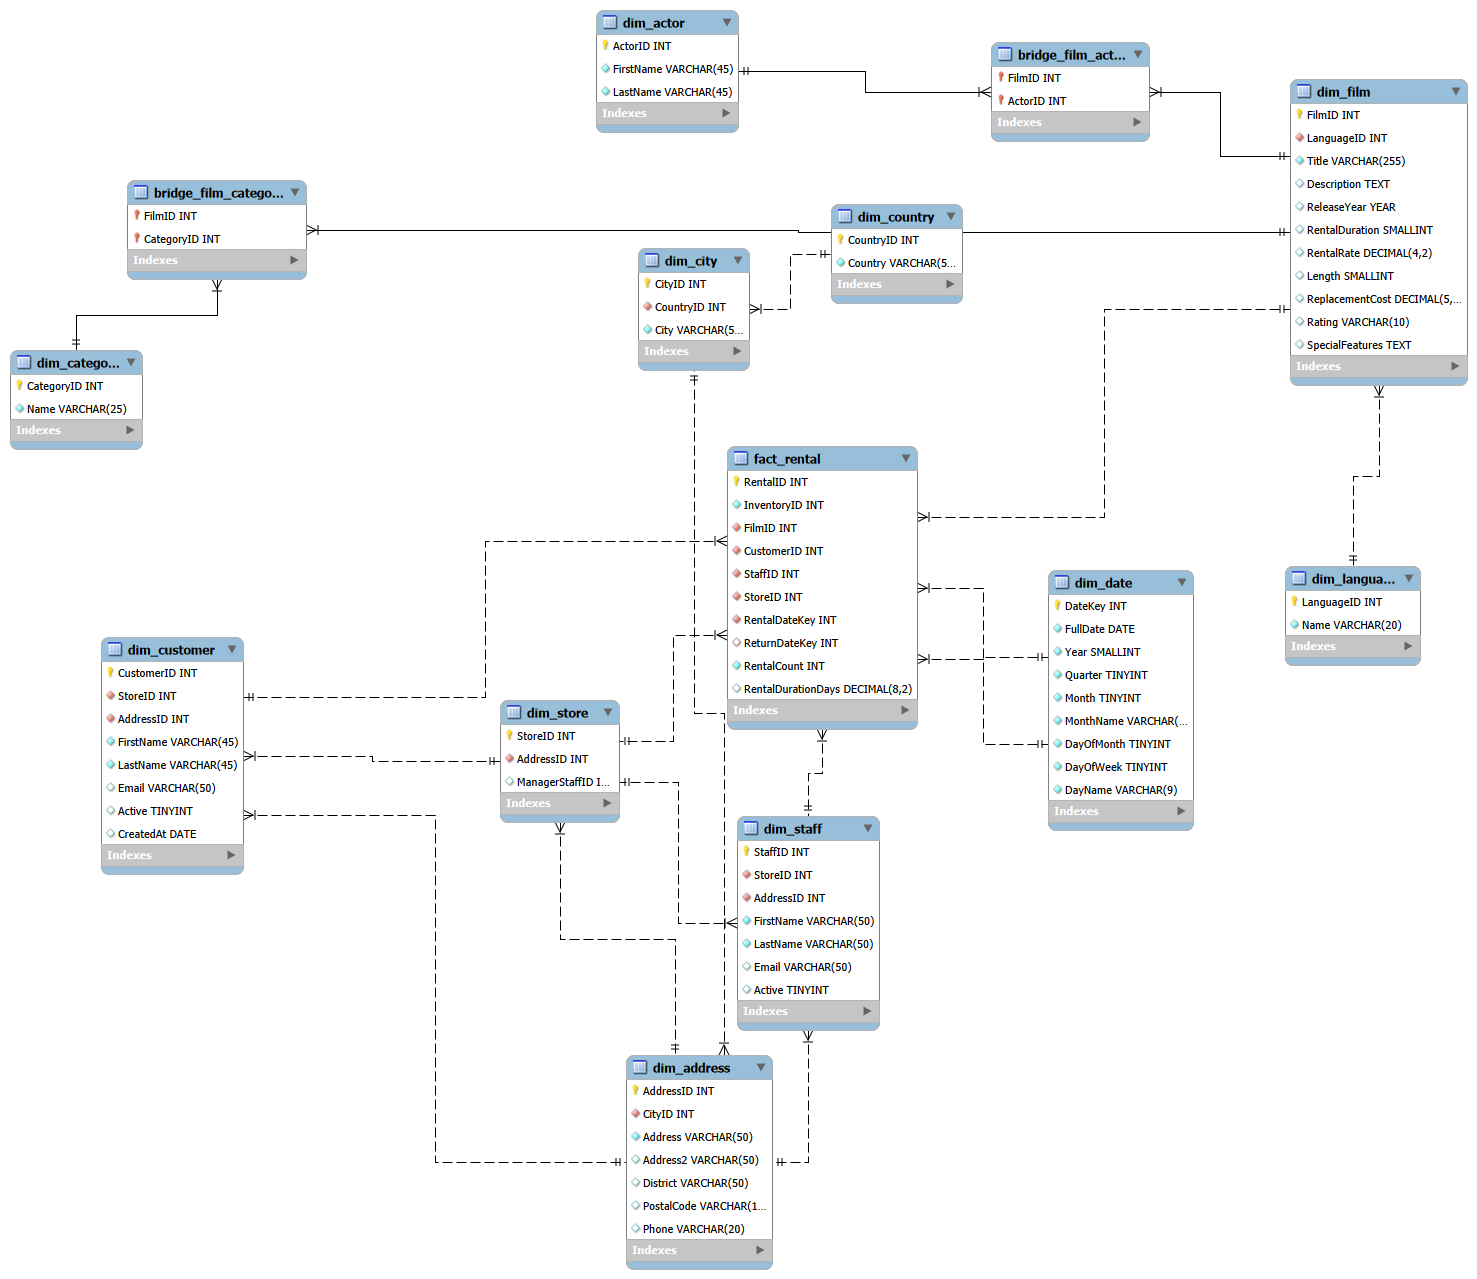 dim_actor
ActorID INT
FirstName VARCHAR(45)
LastName VARCHAR(45)
Indexes
bridge_film_act...
FilmID INT
ActorID INT
Indexes
dim_film
FilmID INT
LanguageID INT
Title VARCHAR(255)
Description TEXT
ReleaseYear YEAR
RentalDuration SMALLINT
RentalRate DECIMAL(4,2)
Length SMALLINT
ReplacementCost DECIMAL(5,...
Rating VARCHAR(10)
SpecialFeatures TEXT
Indexes
bridge_film_catego...
FilmID INT
CategoryID INT
Indexes
dim_country
CountryID INT
Country VARCHAR(5...
Indexes
dim_city
CityID INT
CountryID INT
City VARCHAR(5...
Indexes
dim_catego...
CategoryID INT
Name VARCHAR(25)
Indexes
fact_rental
RentalID INT
InventoryID INT
FilmID INT
CustomerID INT
StaffID INT
StoreID INT
RentalDateKey INT
ReturnDateKey INT
RentalCount INT
RentalDurationDays DECIMAL(8,2)
Indexes
dim_date
DateKey INT
FullDate DATE
Year SMALLINT
Quarter TINYINT
Month TINYINT
MonthName VARCHAR(...
DayOfMonth TINYINT
DayOfWeek TINYINT
DayName VARCHAR(9)
Indexes
dim_langua...
LanguageID INT
Name VARCHAR(20)
Indexes
dim_customer
CustomerID INT
StoreID INT
AddressID INT
FirstName VARCHAR(45)
LastName VARCHAR(45)
Email VARCHAR(50)
Active TINYINT
CreatedAt DATE
Indexes
dim_store
StoreID INT
AddressID INT
ManagerStaffID I...
Indexes
dim_staff
StaffID INT
StoreID INT
AddressID INT
FirstName VARCHAR(50)
LastName VARCHAR(50)
Email VARCHAR(50)
Active TINYINT
Indexes
dim_address
AddressID INT
CityID INT
Address VARCHAR(50)
Address2 VARCHAR(50)
District VARCHAR(50)
PostalCode VARCHAR(1...
Phone VARCHAR(20)
Indexes